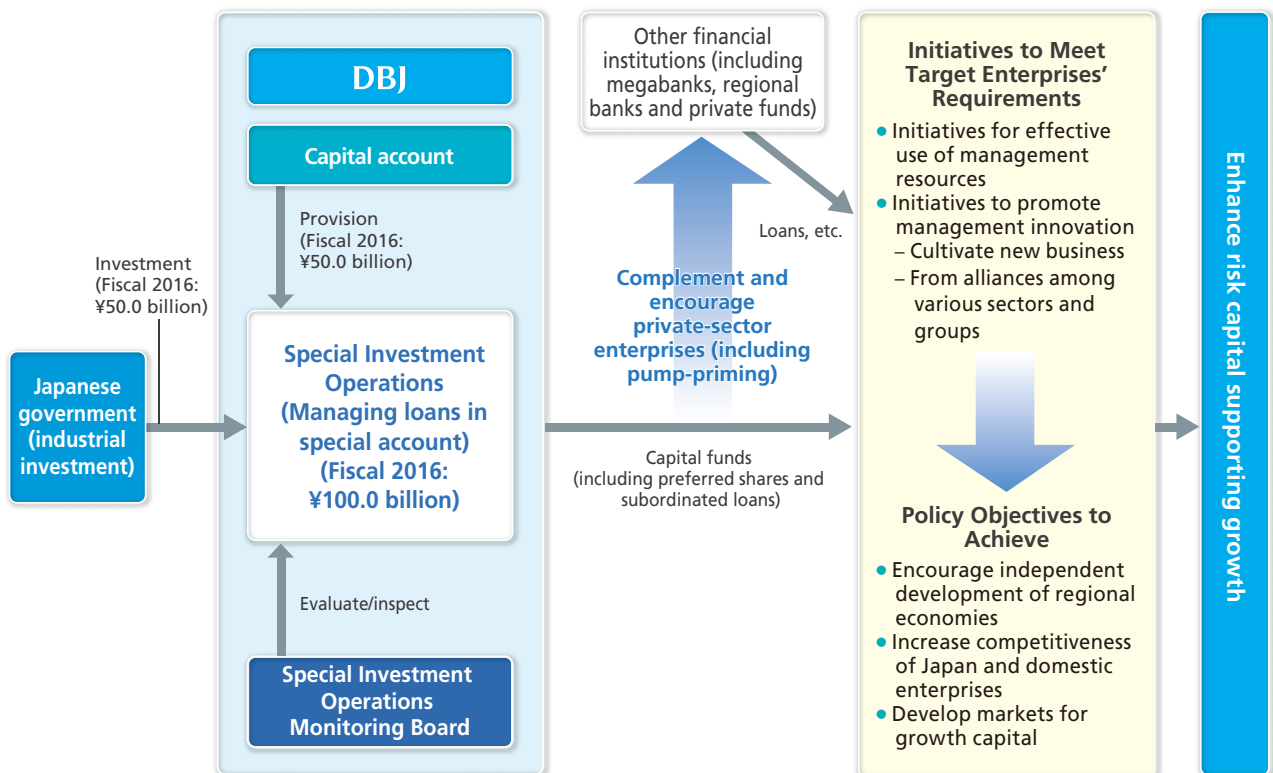 Japanese
government
(industrial
investment)
Investment
(Fiscal 2016:
¥50.0 billion)
DBJ
Capital account
Provision
(Fiscal 2016:
¥50.0 billion)
Special Investment
Operations
(Managing loans in
special account)
(Fiscal 2016:
¥100.0 billion)
Evaluate/inspect
Special Investment
Operations
Monitoring Board
Other financial
institutions (including
megabanks, regional
banks and private funds)
Loans, etc.
Complement and
encourage
private-sector
enterprises (including
pump-priming)
Capital funds
(including preferred shares and
subordinated loans)
Initiatives to Meet
Target Enterprises’
Requirements
• Initiatives for effective
use of management
resources
• Initiatives to promote
management innovation
– Cultivate new business
– From alliances among
various sectors and
groups
Policy Objectives to
Achieve
• Encourage independent
development of regional
economies
• Increase competitiveness
of Japan and domestic
enterprises
• Develop markets for
growth capital
Enhance risk capital supporting growth